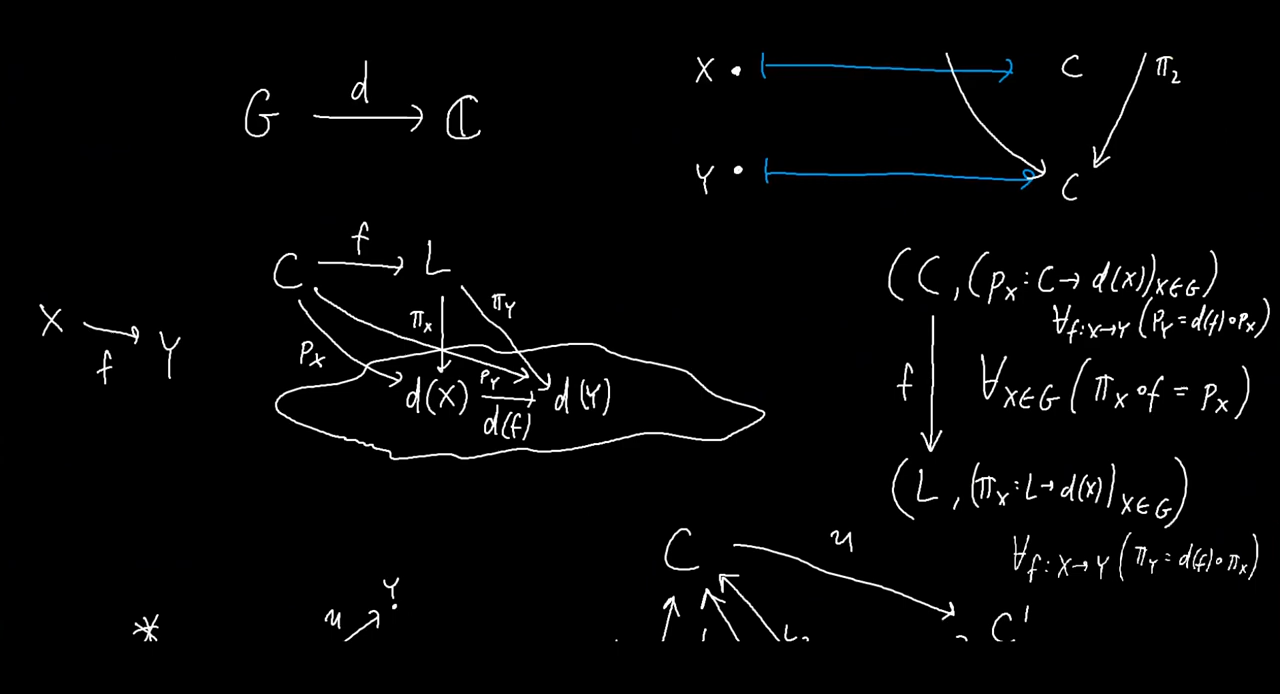 G d→ ℂ
X • ↦ C π₂
Y • ↦ C
C f→ L
X →f Y
p_X π_X π_Y
d(X) p_Y →d(f) d(Y)
(C, (p_X : C → d(X))_{X∈G})
∀_{f:X→Y} (p_Y = d(f)∘p_X)
f ↓ ∀_{X∈G} (π_X∘f = p_X)
(L, (π_X : L → d(X))_{X∈G})
∀_{f:X→Y} (π_Y = d(f)∘π_X)
C u→ C'
* u Y